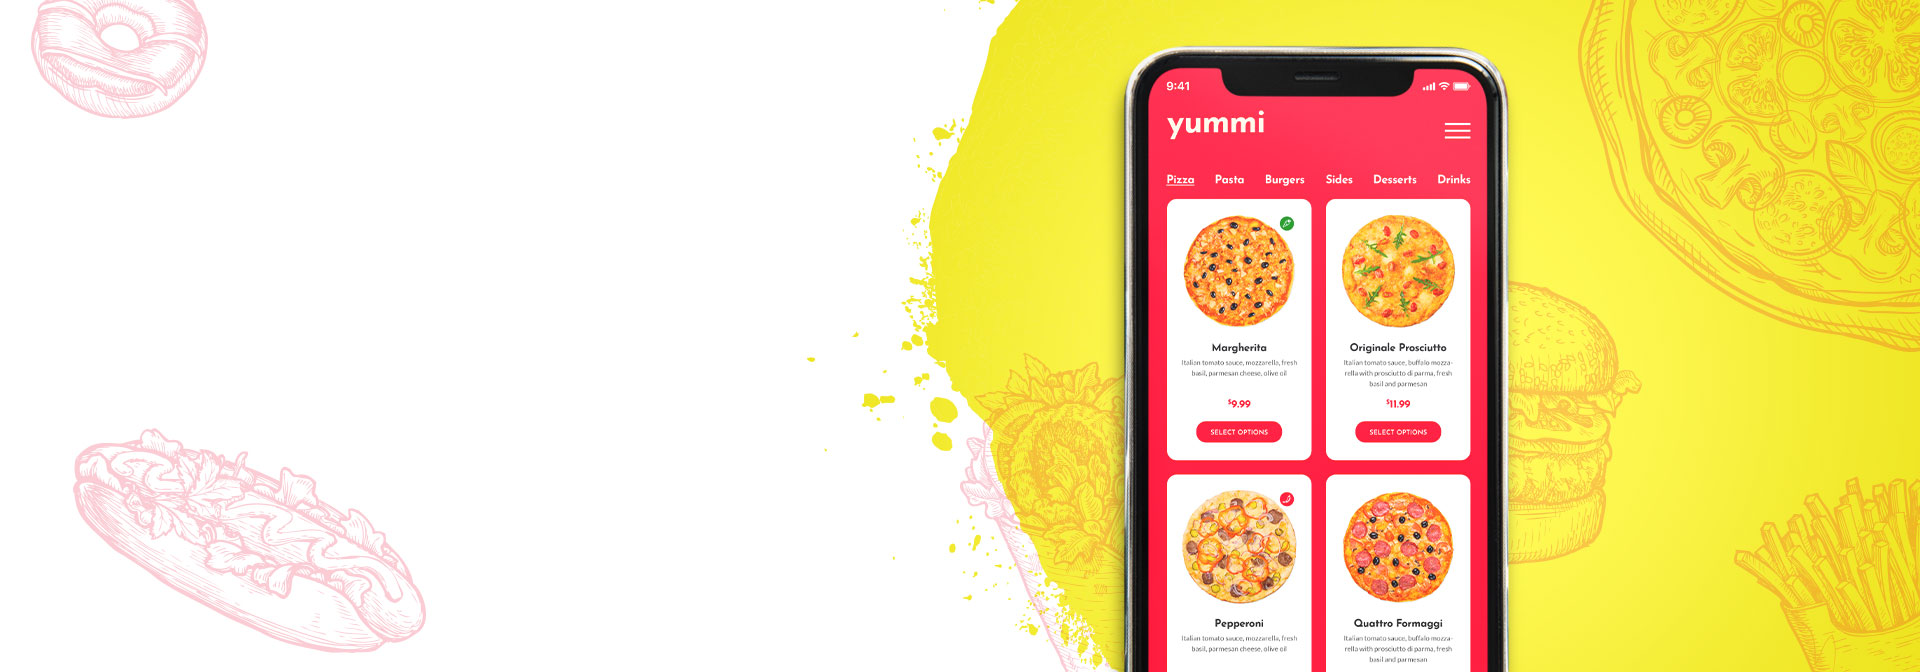 9:41
yummi
Pizza Pasta Burgers Sides Desserts Drinks
Margherita
Italian tomato sauce, mozzarella, fresh
basil, parmesan cheese, olive oil
$9.99
SELECT OPTIONS
Originale Prosciutto
Italian tomato sauce, buffalo mozza-
rella with prosciutto di parma, fresh
basil and parmesan
$11.99
SELECT OPTIONS
Pepperoni
Italian tomato sauce, mozzarella, fresh
basil, parmesan cheese, olive oil
Quattro Formaggi
Italian tomato sauce, buffalo mozza-
rella with prosciutto di parma, fresh
basil and parmesan